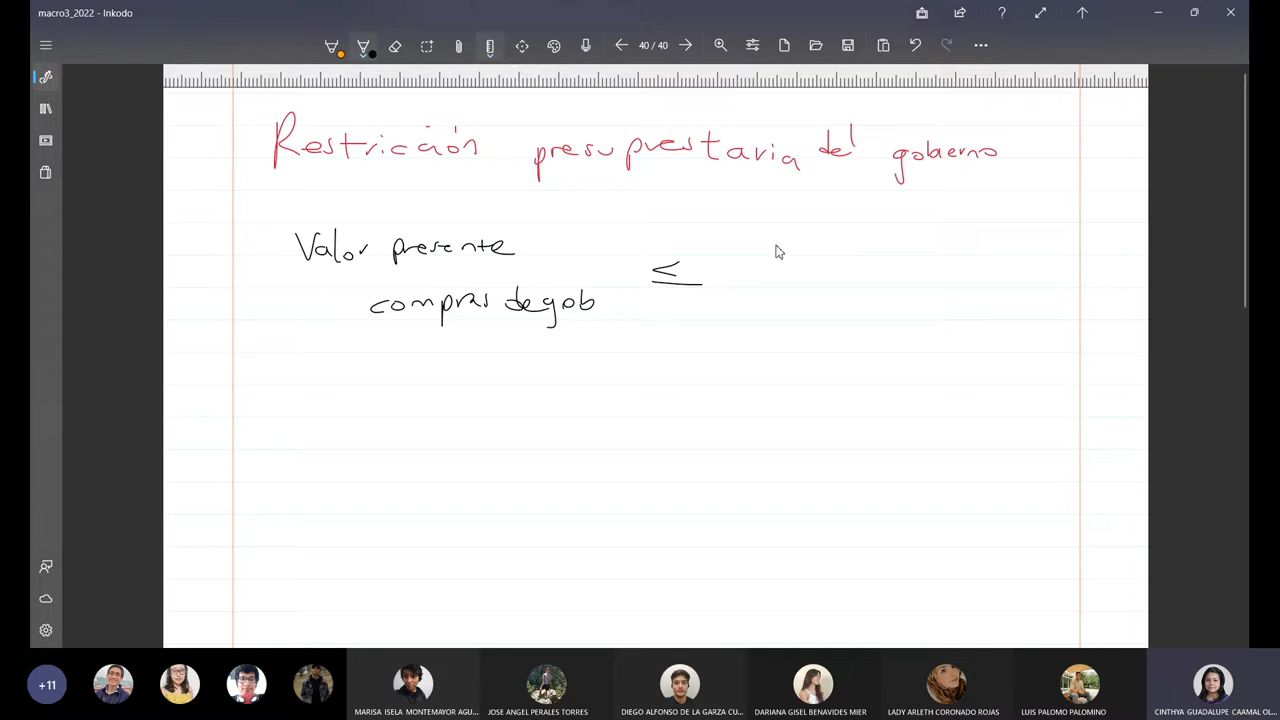 macro3_2022 - Inkodo
40 / 40
Restricción presupuestaria del gobierno
Valor presente
≤
compras de gob
+11
MARISA ISELA MONTEMAYOR AGU...
JOSE ANGEL PERALES TORRES
DIEGO ALFONSO DE LA GARZA CU...
DARIANA GISEL BENAVIDES MIER
LADY ARLETH CORONADO ROJAS
LUIS PALOMO PALOMINO
CINTHYA GUADALUPE CAAMAL OL...